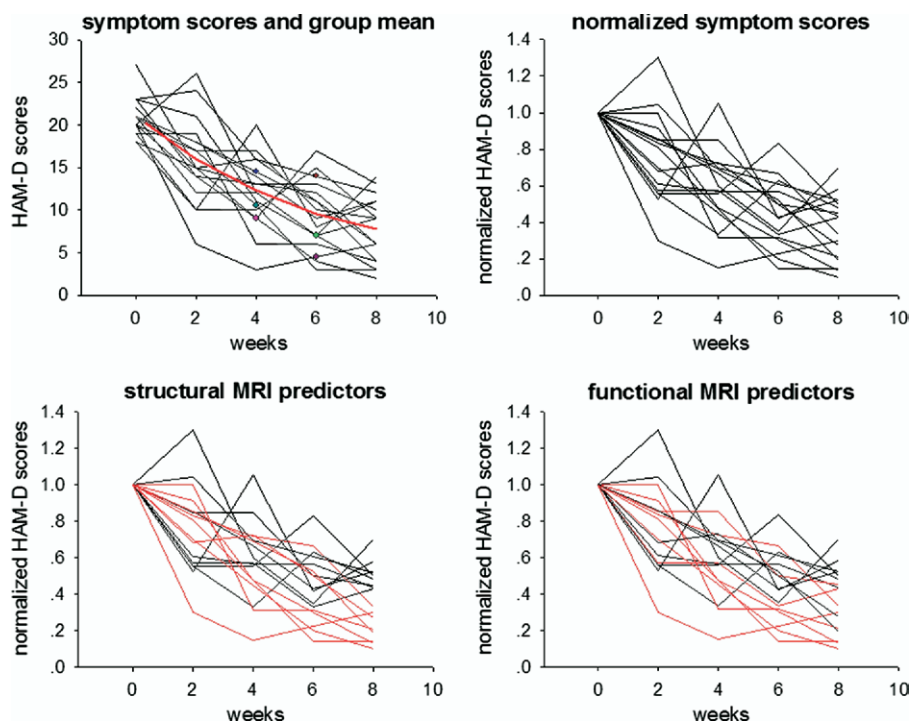 symptom scores and group mean
30
25
20
15
10
5
0
HAM-D scores
0 2 4 6 8 10
weeks
normalized symptom scores
1.4
1.2
1.0
.8
.6
.4
.2
.0
normalized HAM-D scores
0 2 4 6 8 10
weeks
structural MRI predictors
1.4
1.2
1.0
.8
.6
.4
.2
.0
normalized HAM-D scores
0 2 4 6 8 10
weeks
functional MRI predictors
1.4
1.2
1.0
.8
.6
.4
.2
.0
normalized HAM-D scores
0 2 4 6 8 10
weeks